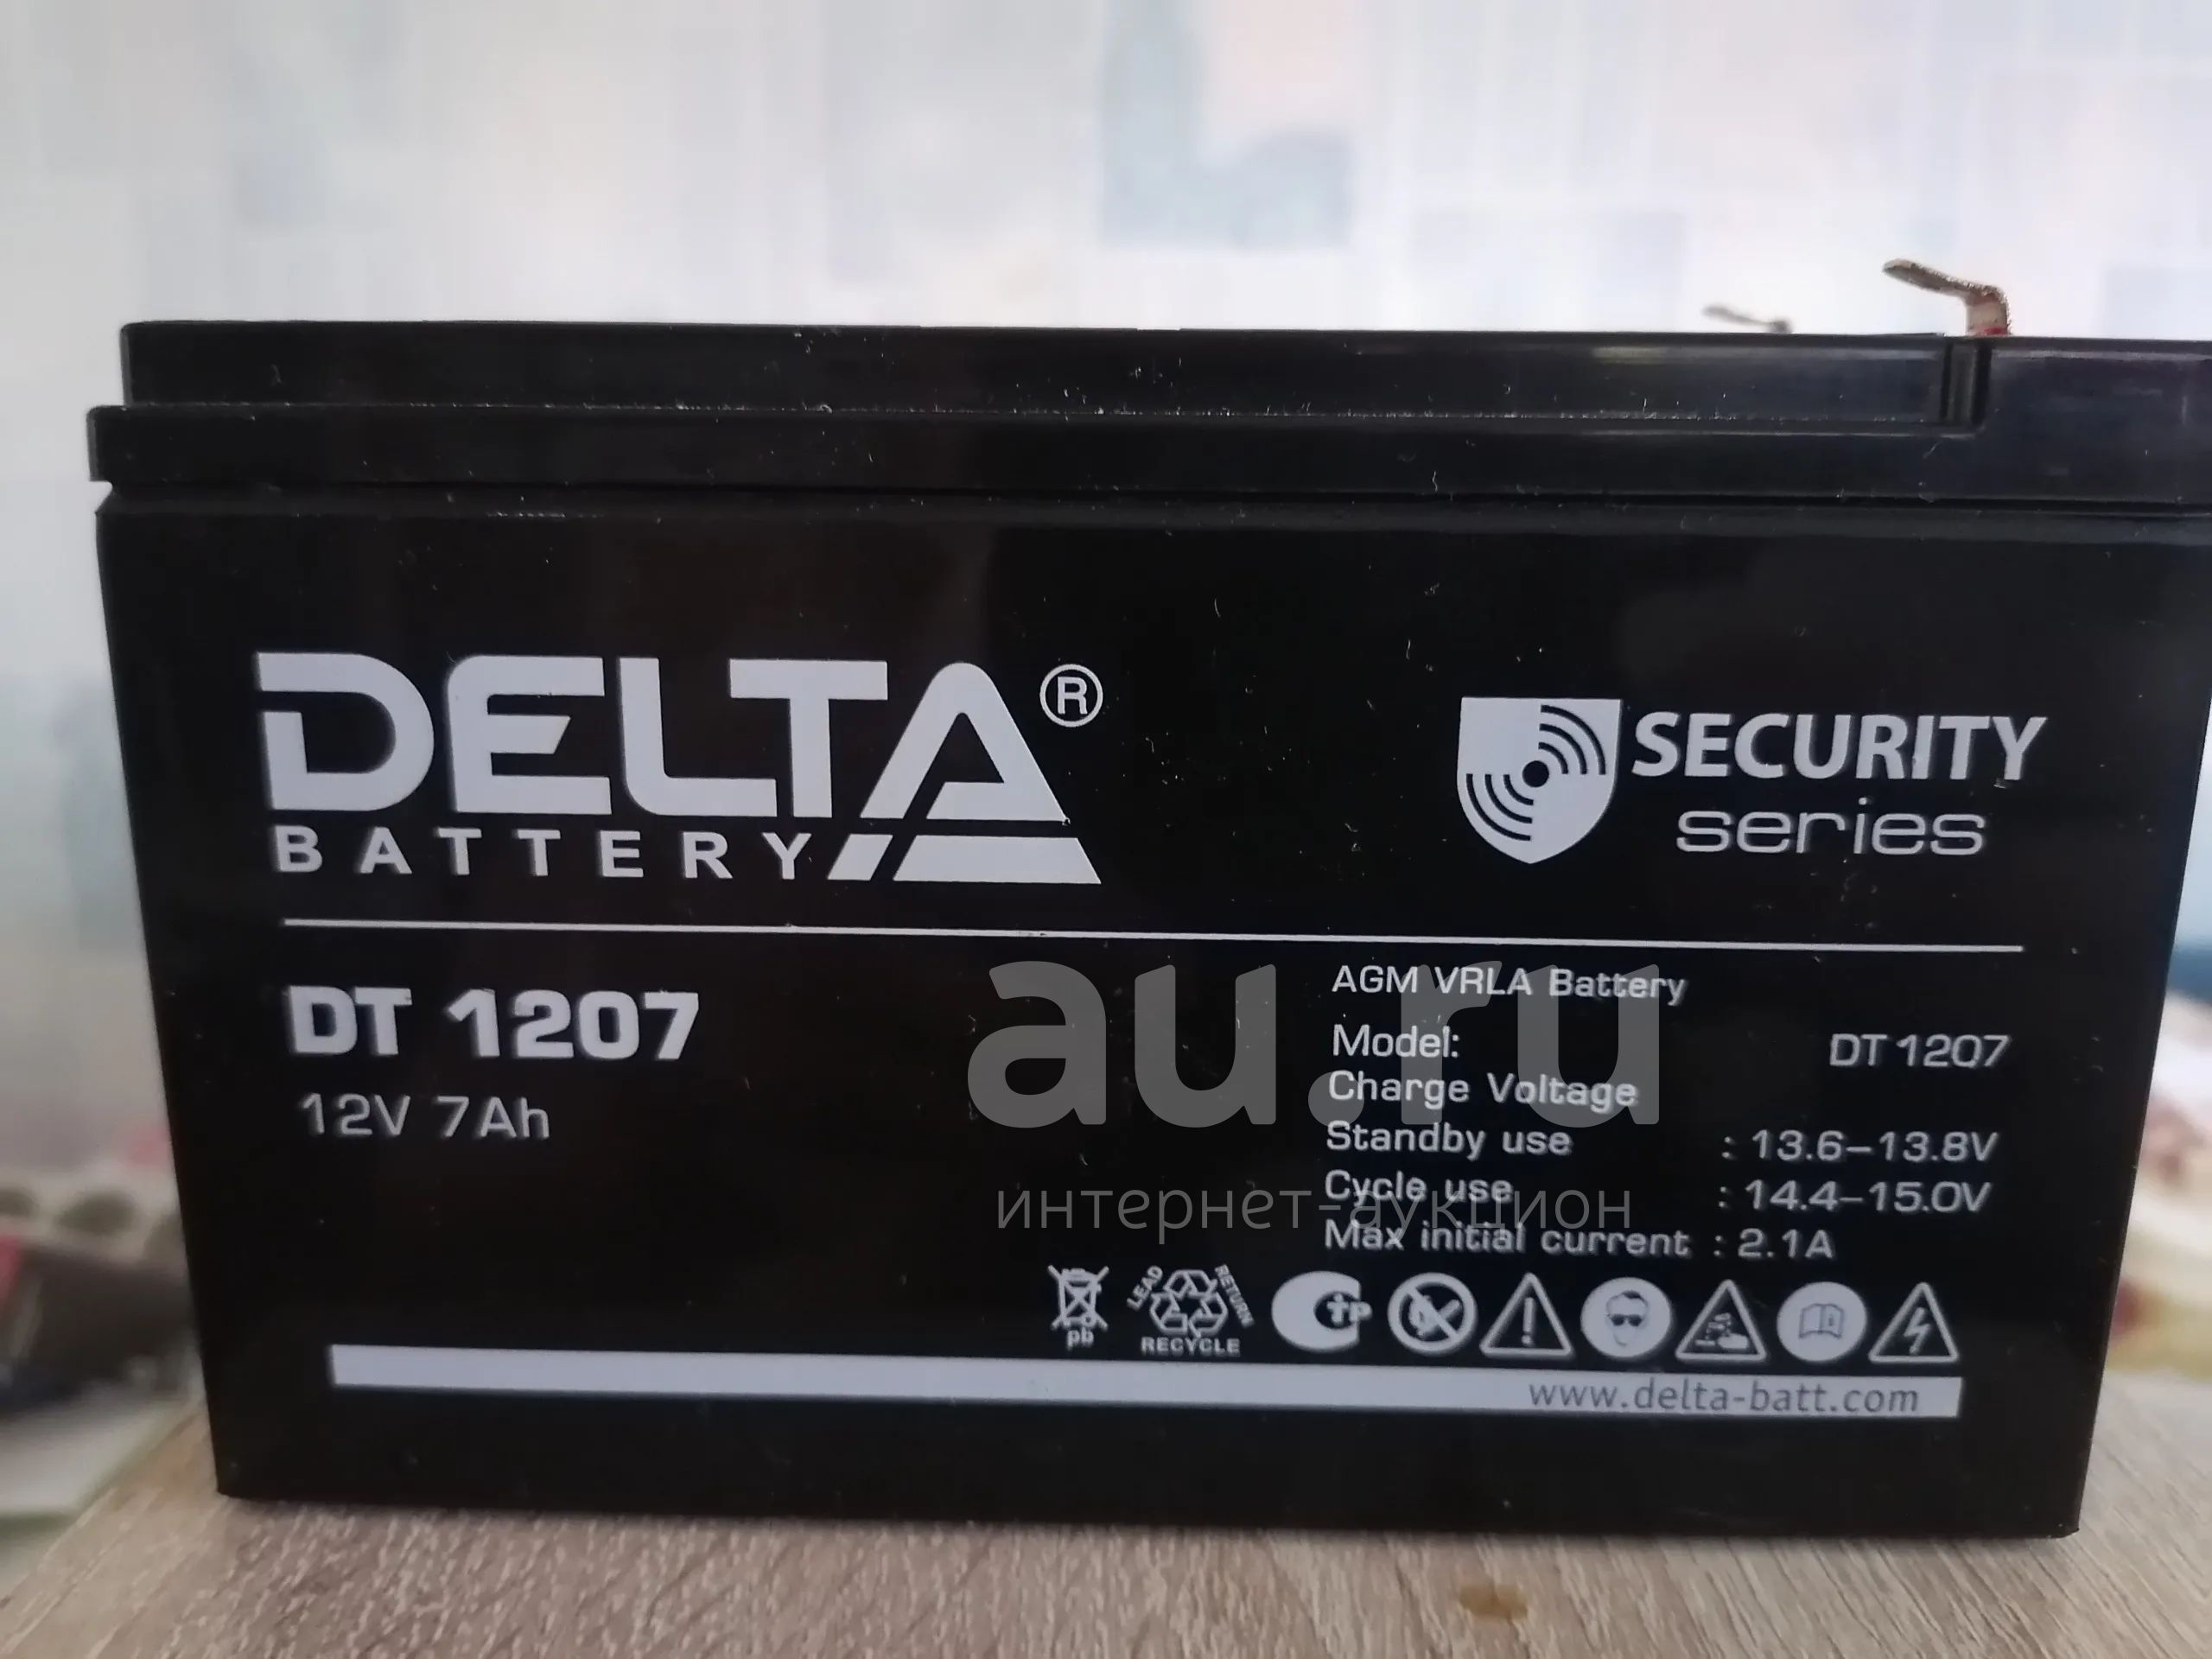 DELTA®
BATTERY
SECURITY
series
DT 1207
12V 7Ah
AGM VRLA Battery
Model: DT 1207
Charge Voltage
Standby use : 13.6–13.8V
Cycle use : 14.4–15.0V
Max initial current : 2.1A
au.ru
интернет-аукцион
pb
LEAD RETURN
RECYCLE
www.delta-batt.com